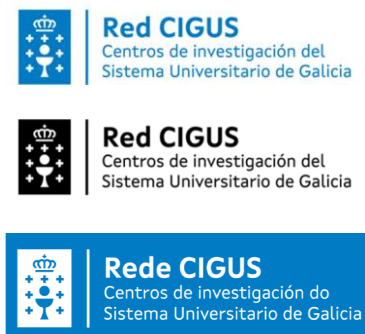 Red CIGUS
Centros de investigación del
Sistema Universitario de Galicia
Red CIGUS
Centros de investigación del
Sistema Universitario de Galicia
Rede CIGUS
Centros de investigación do
Sistema Universitario de Galicia